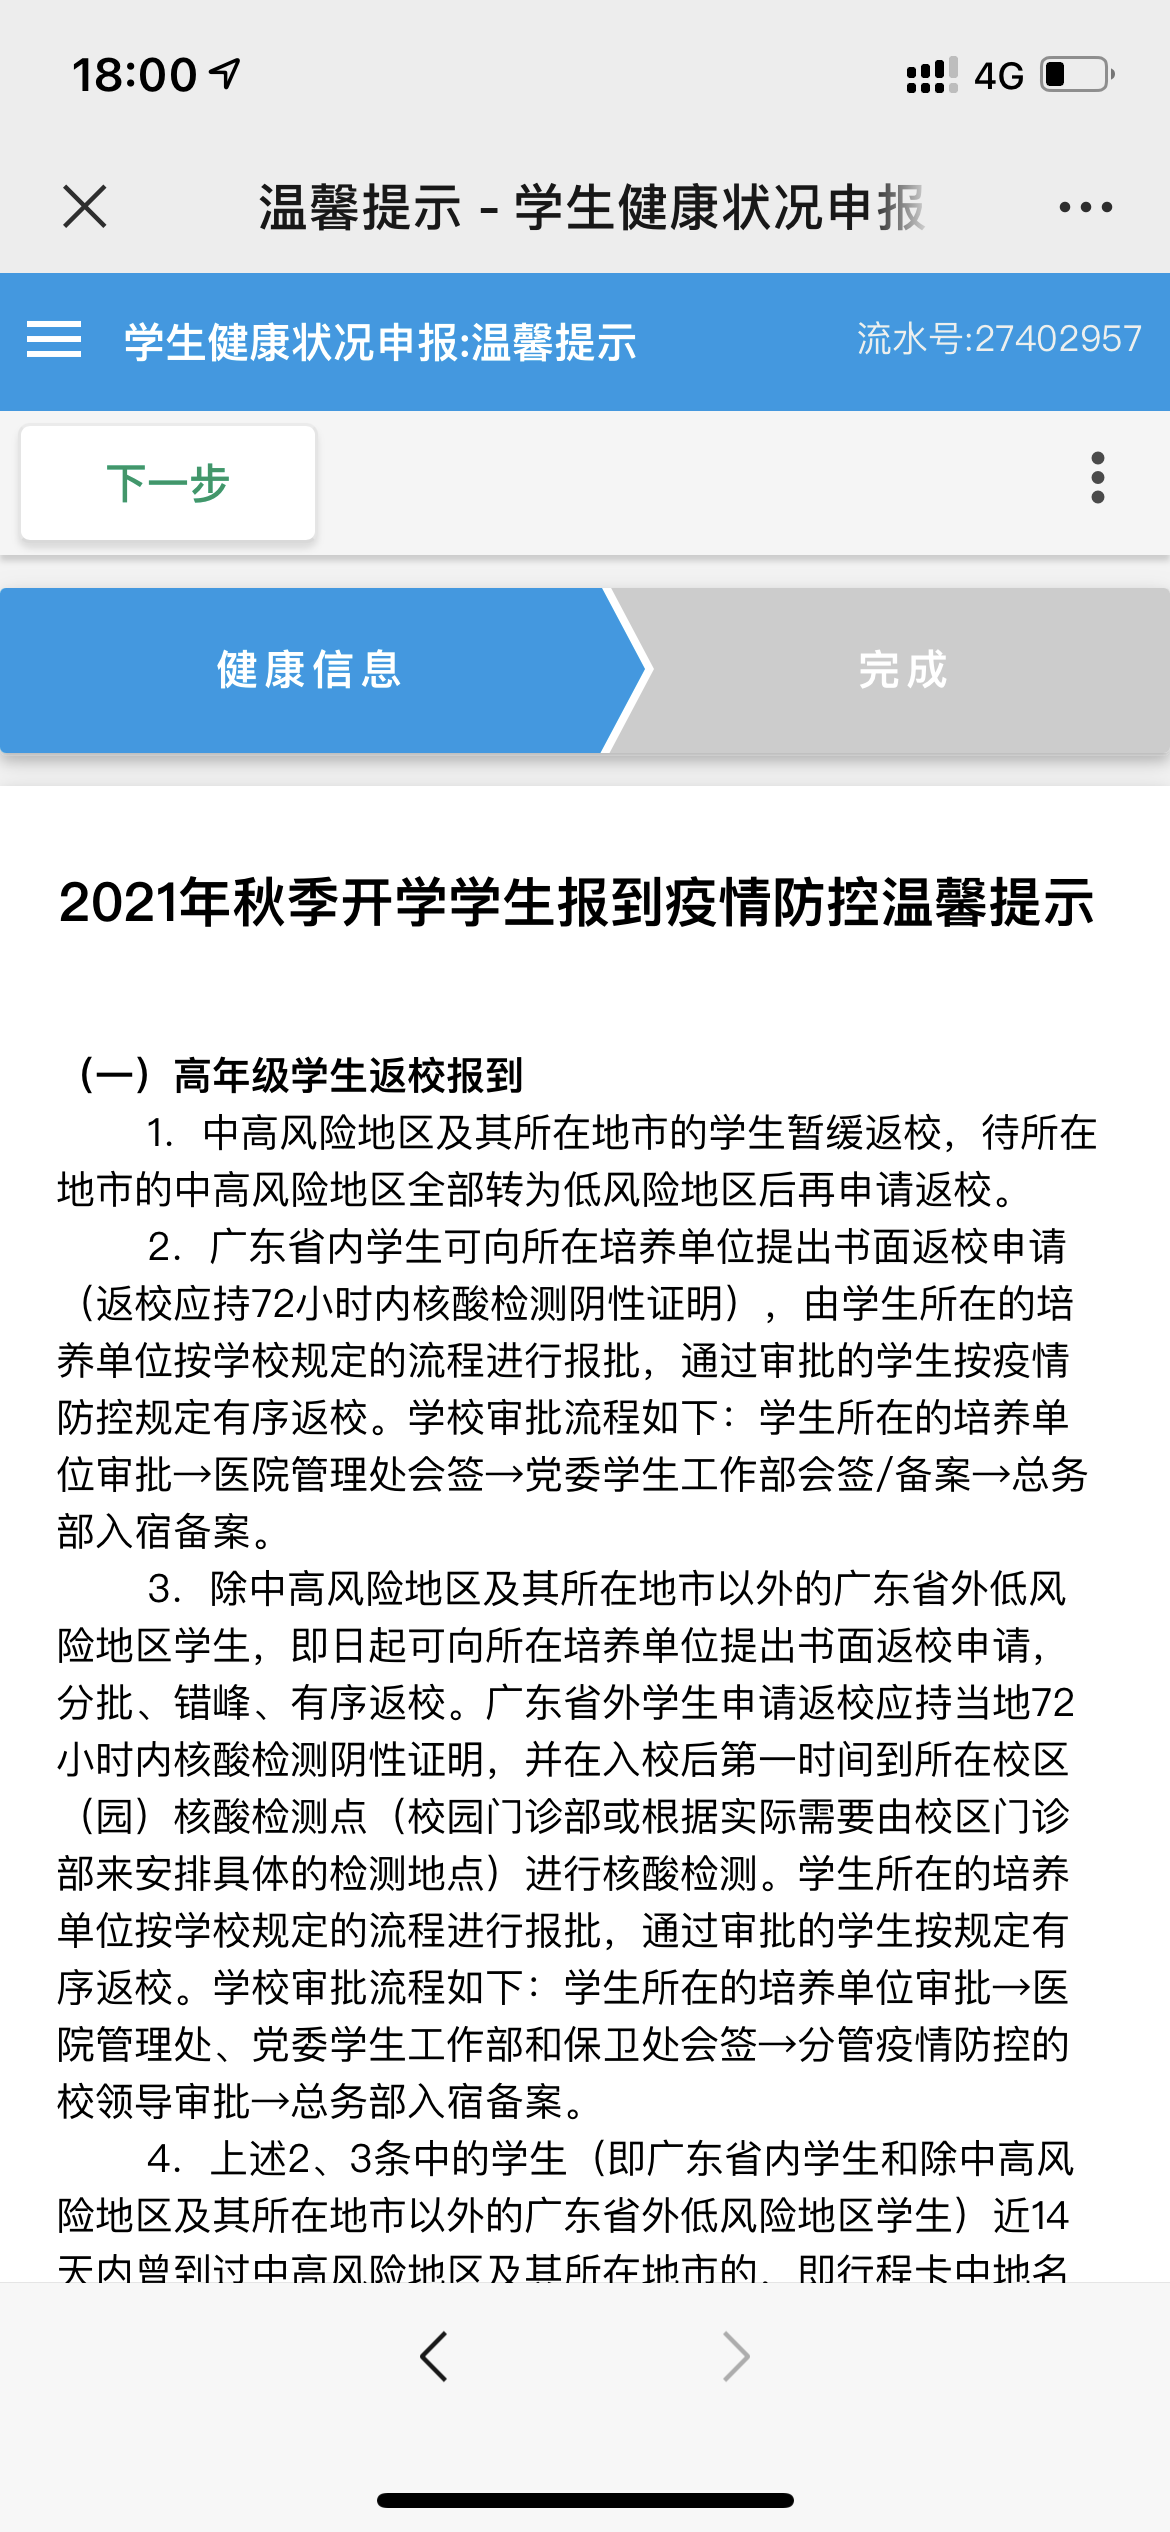 18:00
4G
温馨提示 - 学生健康状况申报
学生健康状况申报:温馨提示
流水号:27402957
下一步
健康信息
完成
2021年秋季开学学生报到疫情防控温馨提示
（一）高年级学生返校报到
1. 中高风险地区及其所在地市的学生暂缓返校，待所在
地市的中高风险地区全部转为低风险地区后再申请返校。
2. 广东省内学生可向所在培养单位提出书面返校申请
（返校应持72小时内核酸检测阴性证明），由学生所在的培
养单位按学校规定的流程进行报批，通过审批的学生按疫情
防控规定有序返校。学校审批流程如下：学生所在的培养单
位审批→医院管理处会签→党委学生工作部会签/备案→总务
部入宿备案。
3. 除中高风险地区及其所在地市以外的广东省外低风
险地区学生，即日起可向所在培养单位提出书面返校申请，
分批、错峰、有序返校。广东省外学生申请返校应持当地72
小时内核酸检测阴性证明，并在入校后第一时间到所在校区
（园）核酸检测点（校园门诊部或根据实际需要由校区门诊
部来安排具体的检测地点）进行核酸检测。学生所在的培养
单位按学校规定的流程进行报批，通过审批的学生按规定有
序返校。学校审批流程如下：学生所在的培养单位审批→医
院管理处、党委学生工作部和保卫处会签→分管疫情防控的
校领导审批→总务部入宿备案。
4. 上述2、3条中的学生（即广东省内学生和除中高风
险地区及其所在地市以外的广东省外低风险地区学生）近14
天内曾到过中高风险地区及其所在地市的，即行程卡中地名